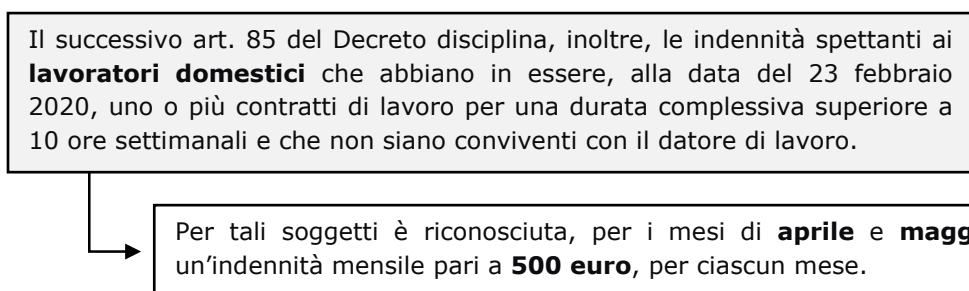 Il successivo art. 85 del Decreto disciplina, inoltre, le indennità spettanti ai
lavoratori domestici che abbiano in essere, alla data del 23 febbraio
2020, uno o più contratti di lavoro per una durata complessiva superiore a
10 ore settimanali e che non siano conviventi con il datore di lavoro.
Per tali soggetti è riconosciuta, per i mesi di aprile e magg
un'indennità mensile pari a 500 euro, per ciascun mese.